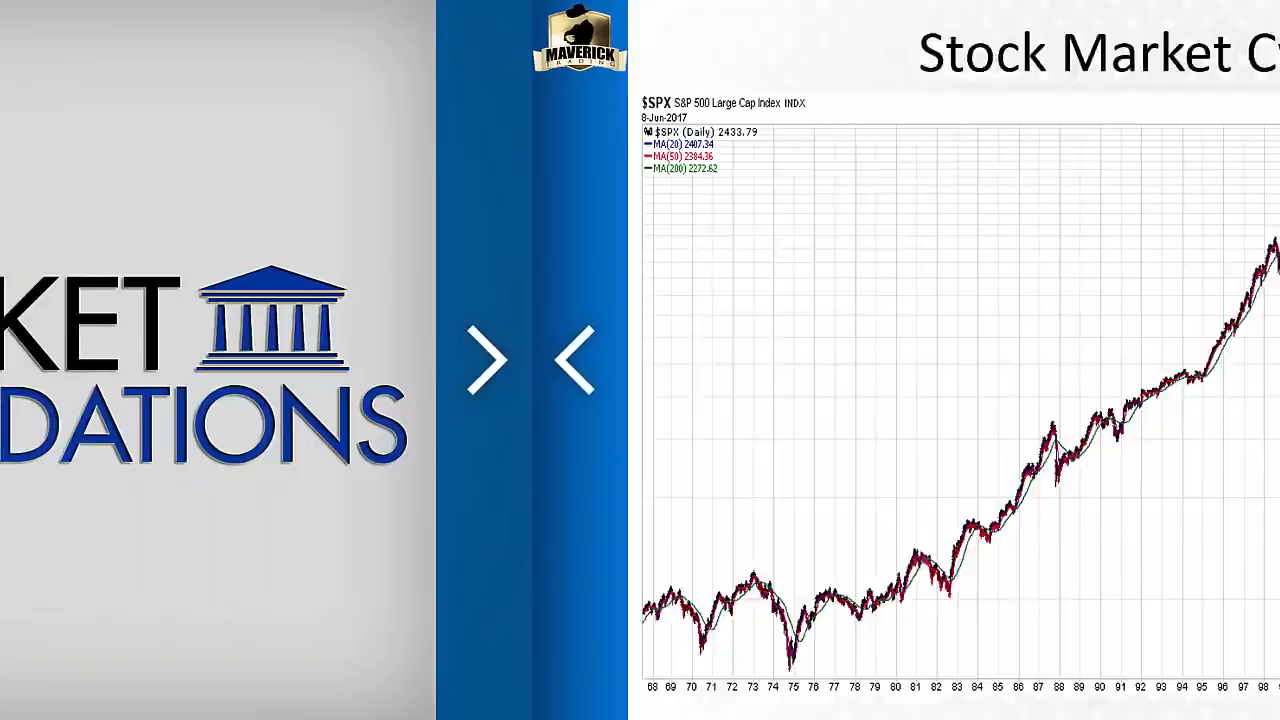 KET
DATIONS
MAVERICK
TRADING
Stock Market C
$SPX S&P 500 Large Cap Index INDX
8-Jun-2017
$SPX (Daily) 2433.79
MA(20) 2407.34
MA(50) 2384.36
MA(200) 2272.62
68 69 70 71 72 73 74 75 76 77 78 79 80 81 82 83 84 85 86 87 88 89 90 91 92 93 94 95 96 97 98